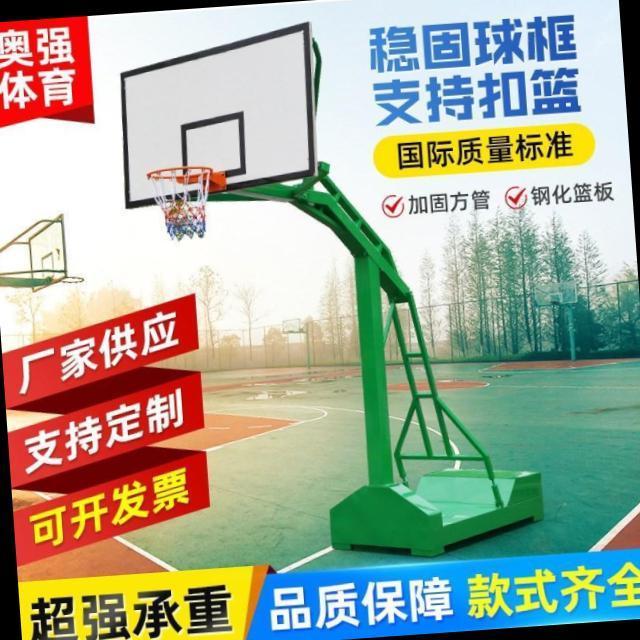 奥强
体育
稳固球框
支持扣篮
国际质量标准
加固方管 钢化篮板
厂家供应
支持定制
可开发票
超强承重 品质保障 款式齐全